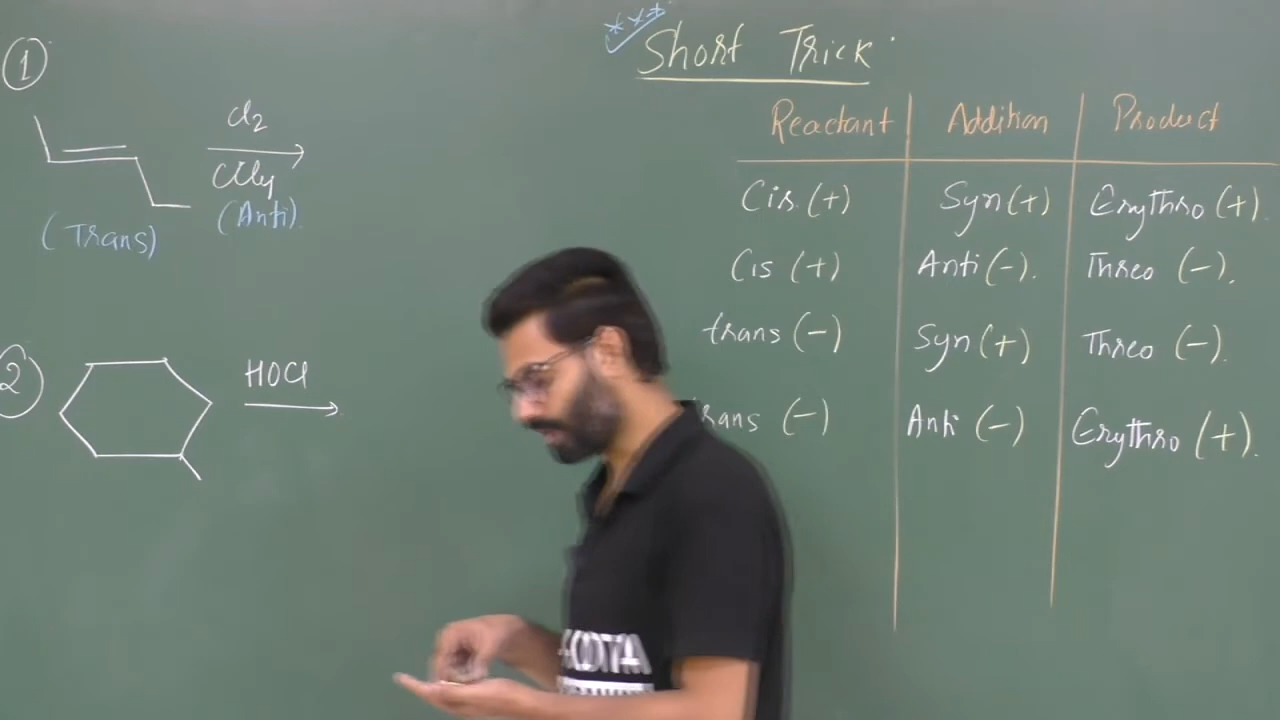 ①
Cl2
CCl4
(Trans)
(Anti).
②
HOCl
*** Short Trick
Reactant Addition Product
Cis (+) Syn (+) Erythro (+).
Cis (+) Anti (-). Threo (-).
trans (-) Syn (+) Threo (-).
trans (-) Anti (-) Erythro (+).
KOTA